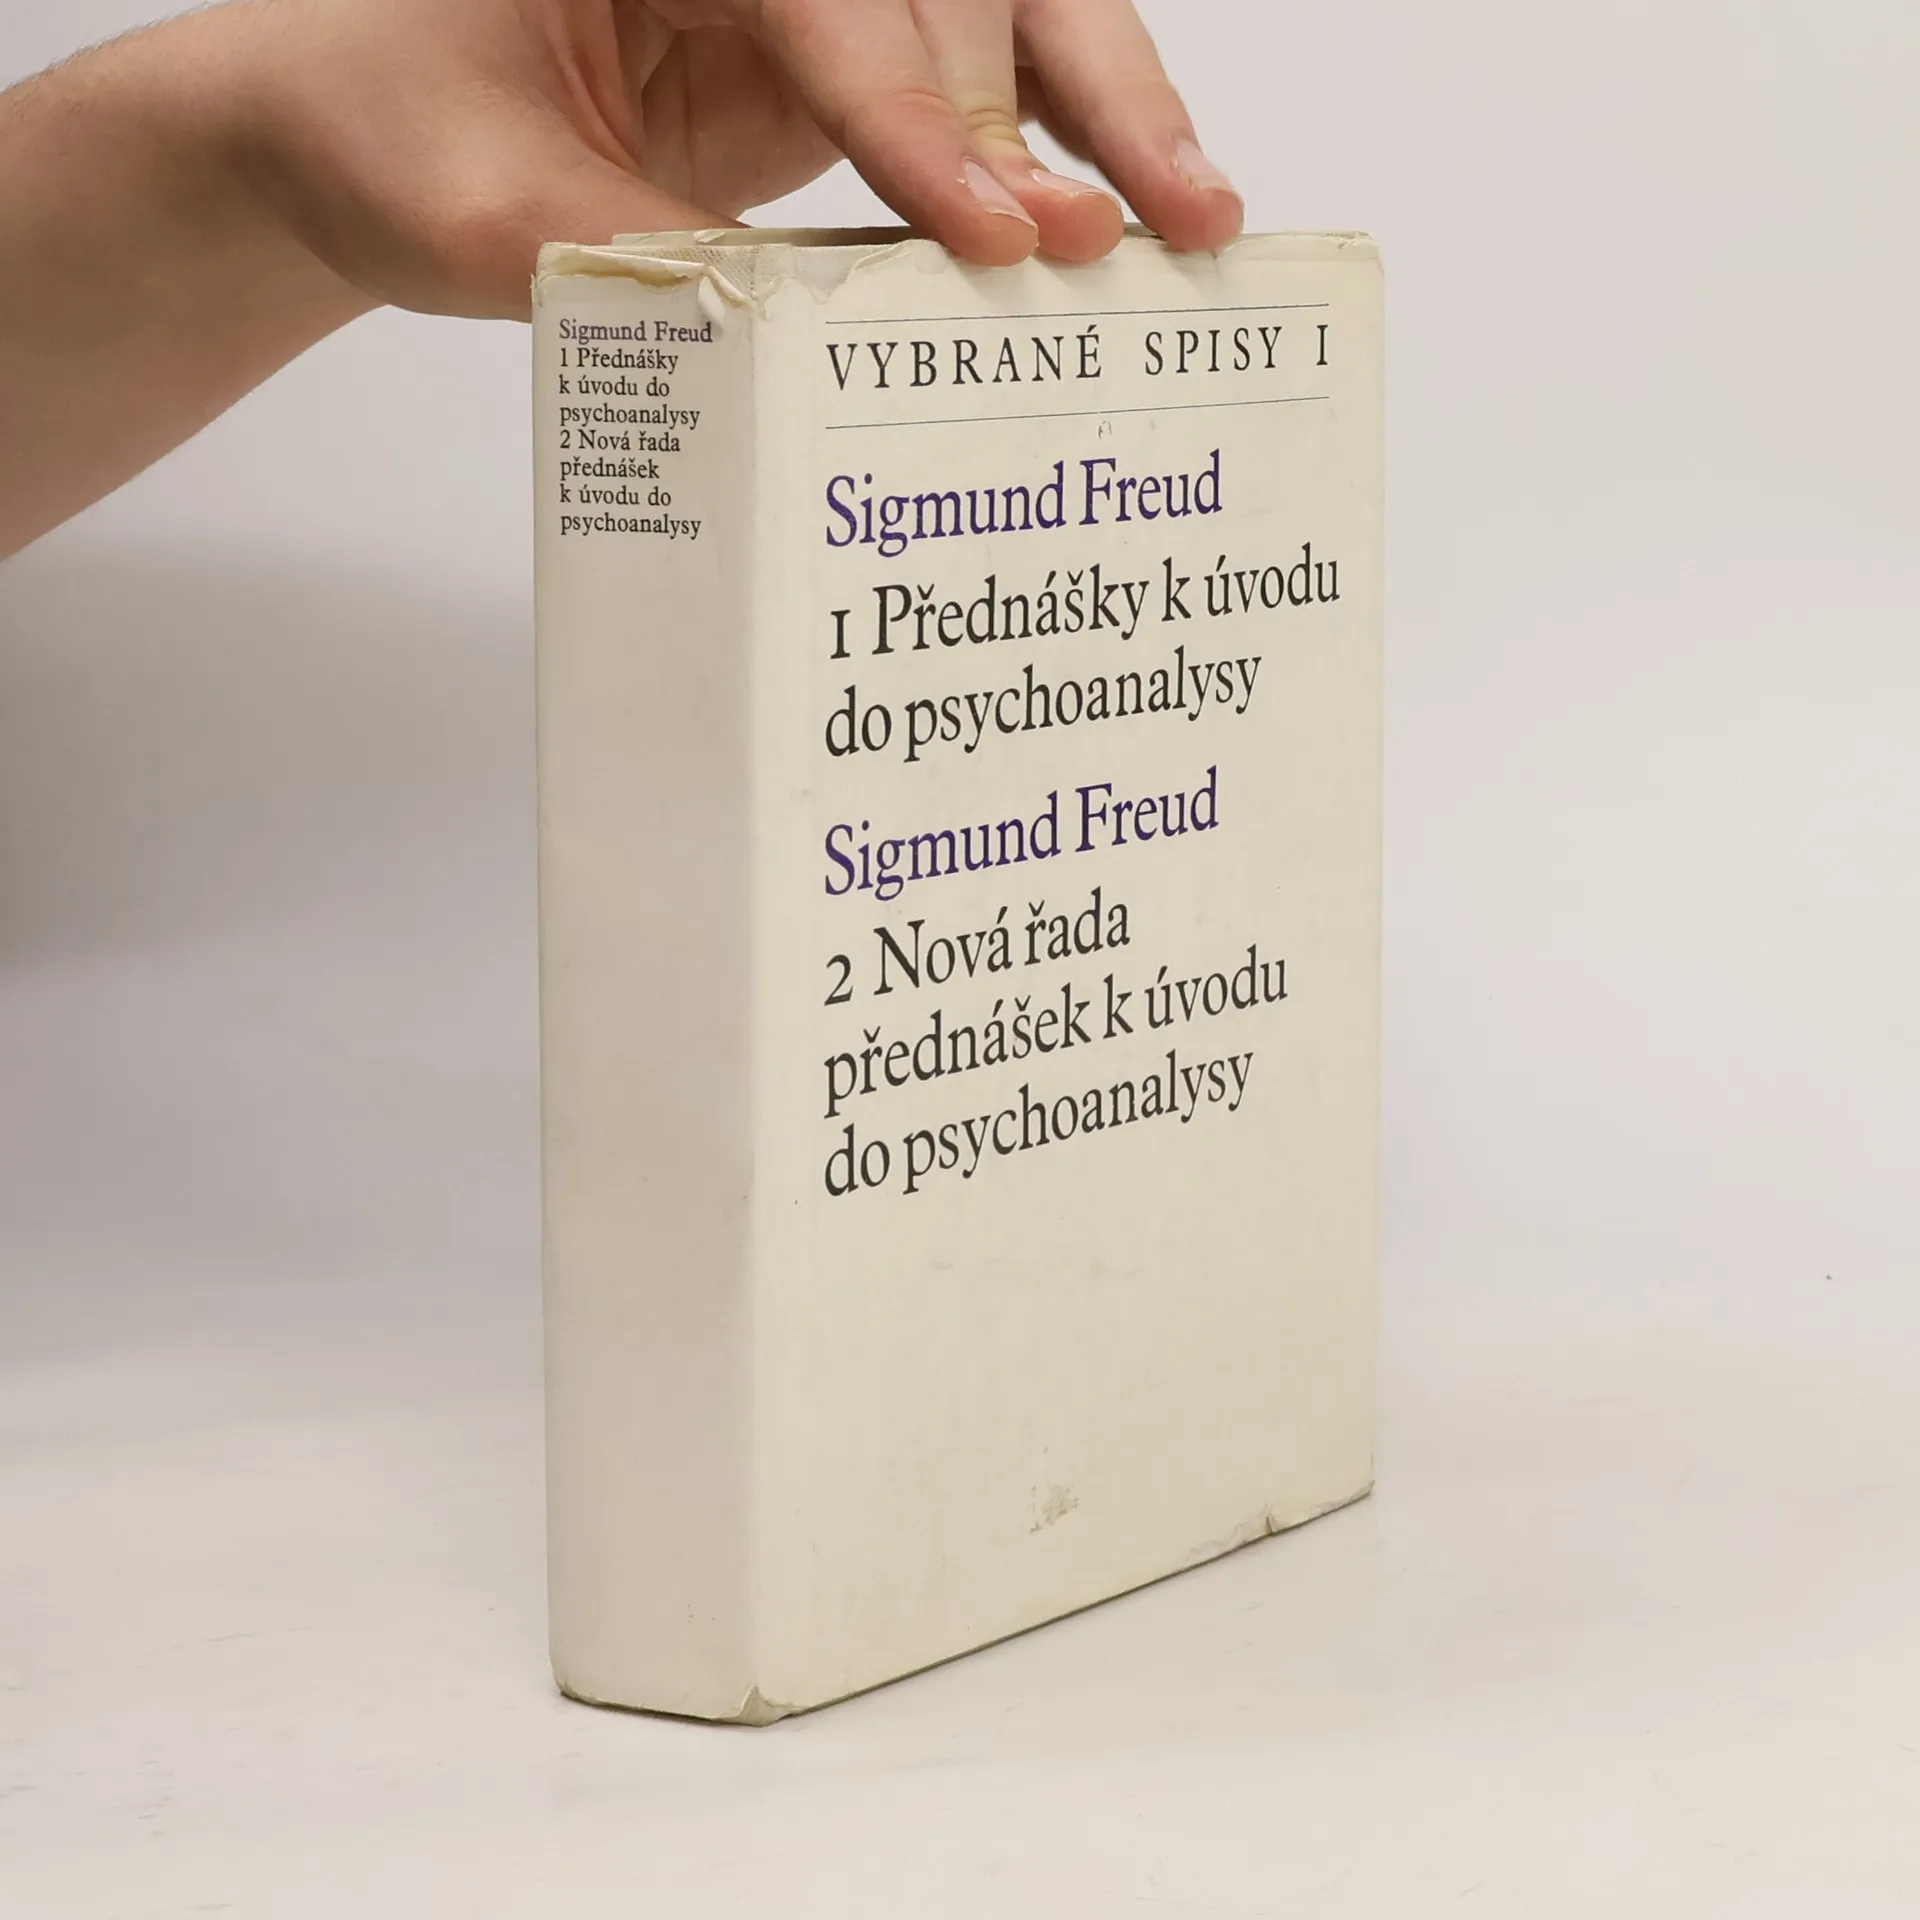 Sigmund Freud
1 Přednášky
k úvodu do
psychoanalysy
2 Nová řada
přednášek
k úvodu do
psychoanalysy
VYBRANÉ SPISY I
Sigmund Freud
1 Přednášky k úvodu
do psychoanalysy
Sigmund Freud
2 Nová řada
přednášek k úvodu
do psychoanalysy